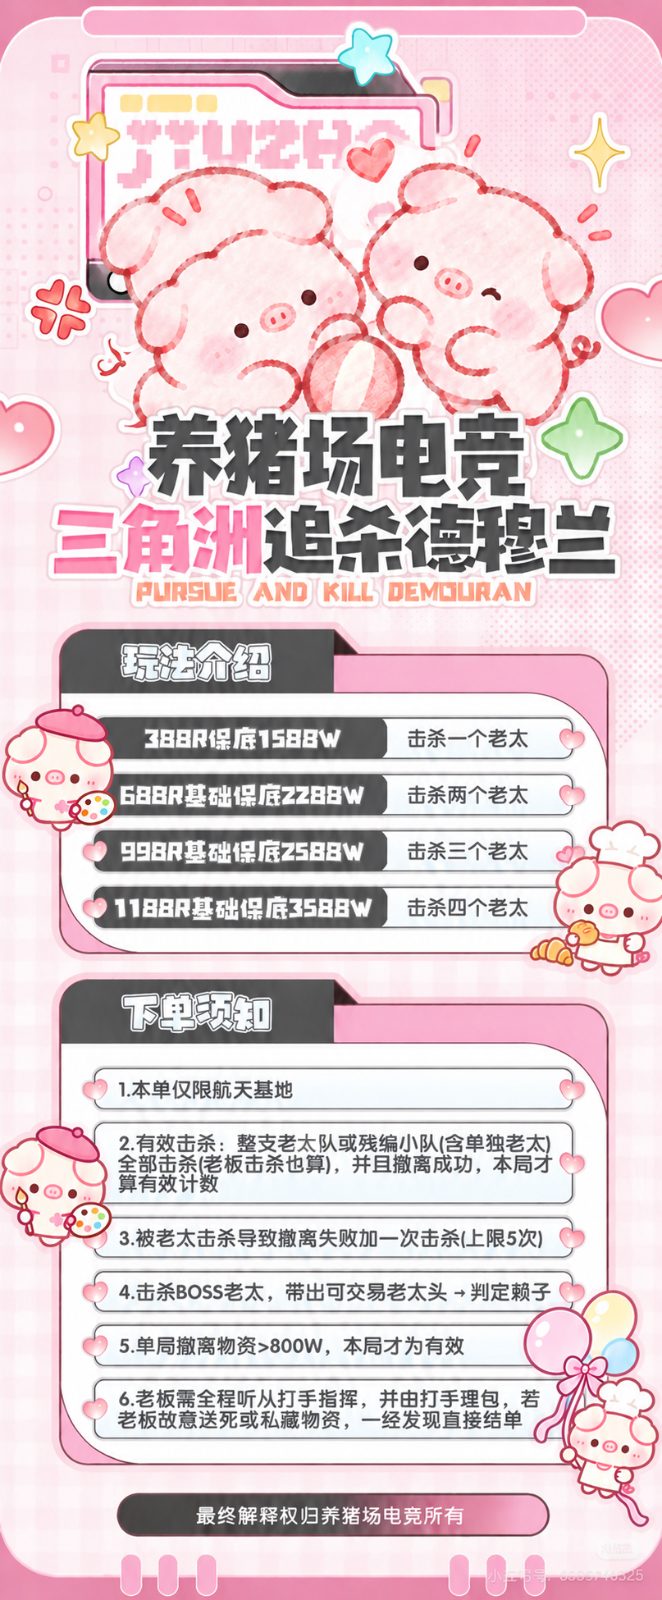 JYUZHO
养猪场电竞
三角洲追杀德穆兰
PURSUE AND KILL DEMOURAN
玩法介绍
388R保底1588W 击杀一个老太
688R基础保底2288W 击杀两个老太
998R基础保底2588W 击杀三个老太
1188R基础保底3588W 击杀四个老太
下单须知
1.本单仅限航天基地
2.有效击杀：整支老太队或残编小队(含单独老太)
全部击杀(老板击杀也算)，并且撤离成功，本局才
算有效计数
3.被老太击杀导致撤离失败加一次击杀(上限5次)
4.击杀BOSS老太，带出可交易老太头→判定赖子
5.单局撤离物资>800W，本局才为有效
6.老板需全程听从打手指挥，并由打手理包，若
老板故意送死或私藏物资，一经发现直接结单
最终解释权归养猪场电竞所有